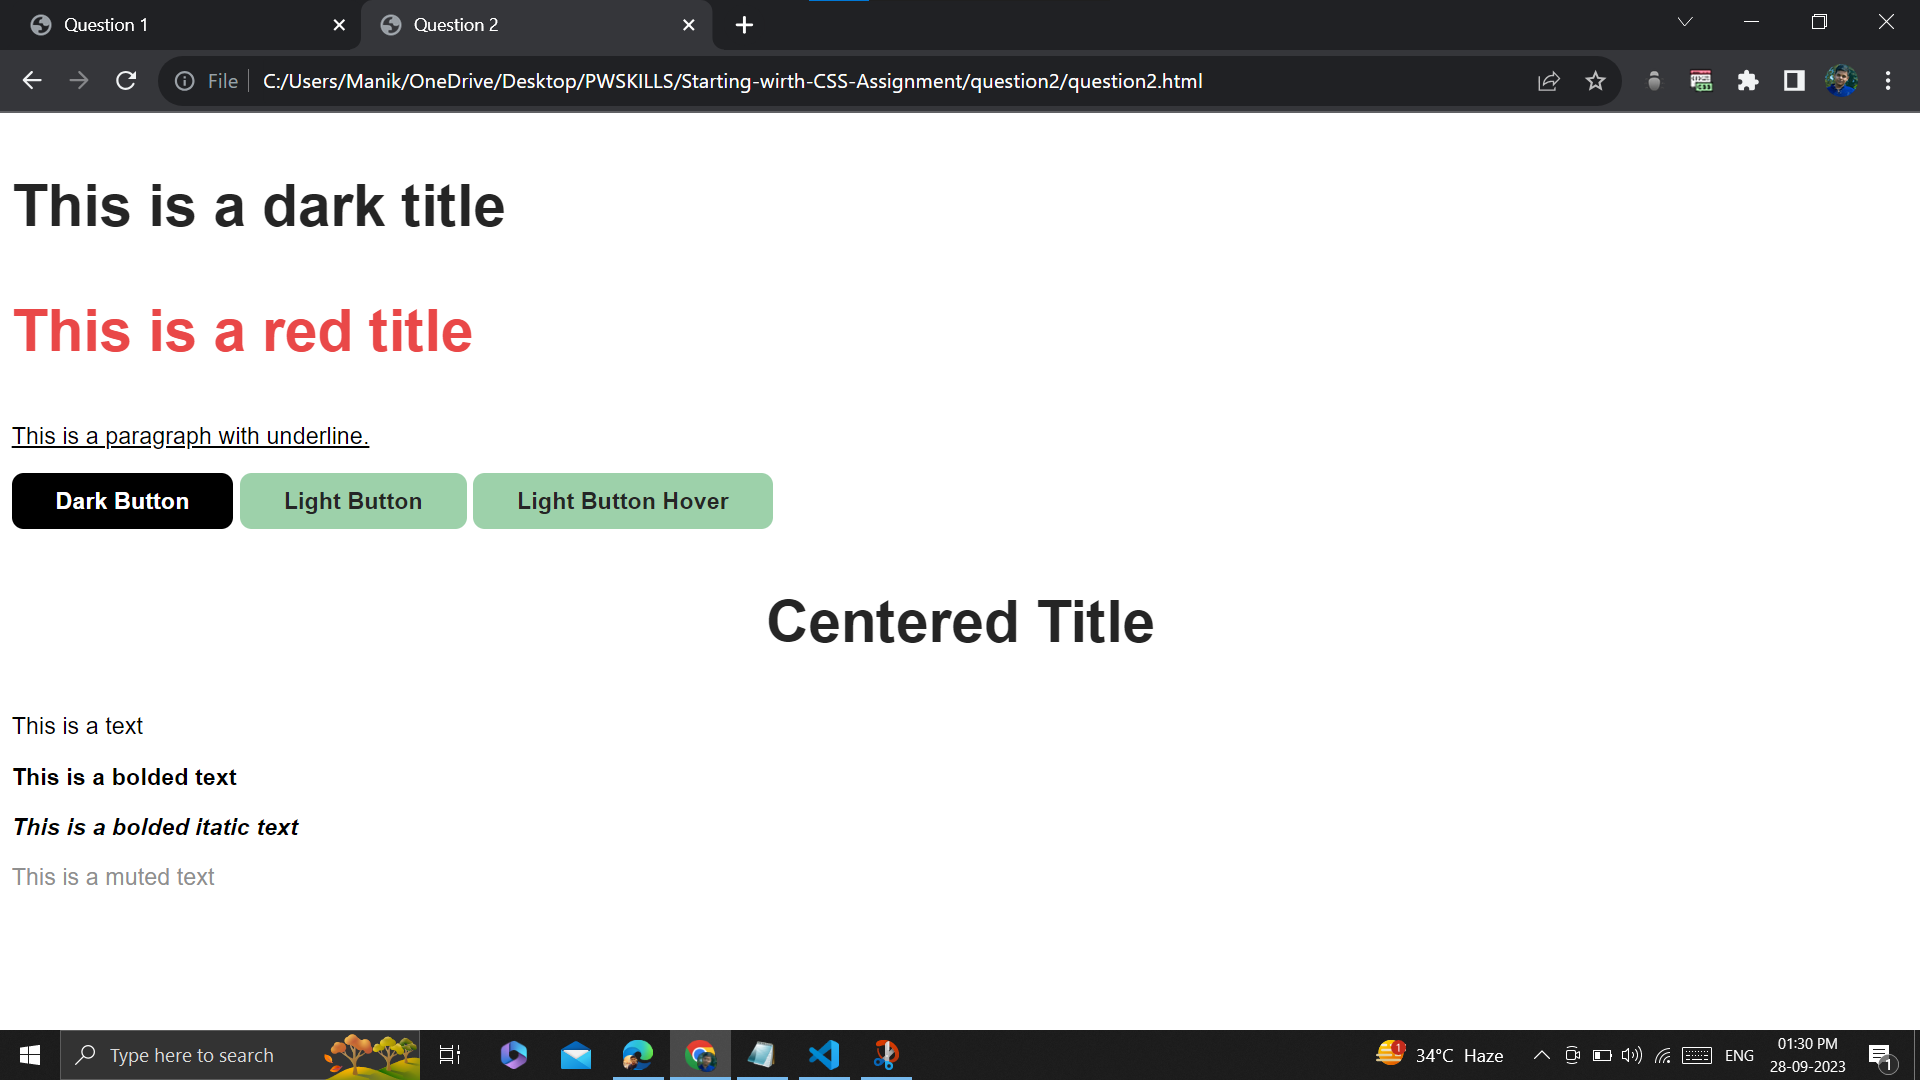 Question 1
Question 2
File
C:/Users/Manik/OneDrive/Desktop/PWSKILLS/Starting-wirth-CSS-Assignment/question2/question2.html
This is a dark title
This is a red title
This is a paragraph with underline.
Dark Button
Light Button
Light Button Hover
Centered Title
This is a text
This is a bolded text
This is a bolded itatic text
This is a muted text
Type here to search
1
34°C Haze
ENG
01:30 PM
28-09-2023
1